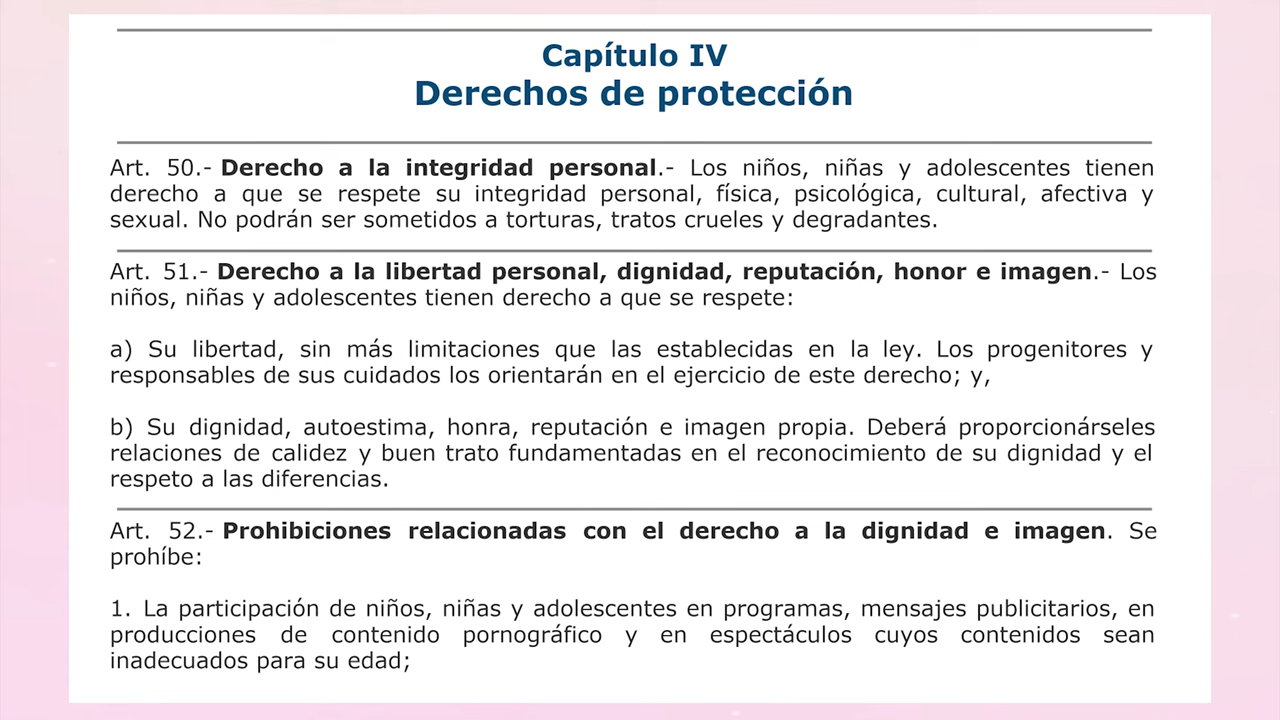 Capítulo IV
Derechos de protección
Art. 50.- Derecho a la integridad personal.- Los niños, niñas y adolescentes tienen
derecho a que se respete su integridad personal, física, psicológica, cultural, afectiva y
sexual. No podrán ser sometidos a torturas, tratos crueles y degradantes.
Art. 51.- Derecho a la libertad personal, dignidad, reputación, honor e imagen.- Los
niños, niñas y adolescentes tienen derecho a que se respete:
a) Su libertad, sin más limitaciones que las establecidas en la ley. Los progenitores y
responsables de sus cuidados los orientarán en el ejercicio de este derecho; y,
b) Su dignidad, autoestima, honra, reputación e imagen propia. Deberá proporcionárseles
relaciones de calidez y buen trato fundamentadas en el reconocimiento de su dignidad y el
respeto a las diferencias.
Art. 52.- Prohibiciones relacionadas con el derecho a la dignidad e imagen. Se
prohíbe:
1. La participación de niños, niñas y adolescentes en programas, mensajes publicitarios, en
producciones de contenido pornográfico y en espectáculos cuyos contenidos sean
inadecuados para su edad;